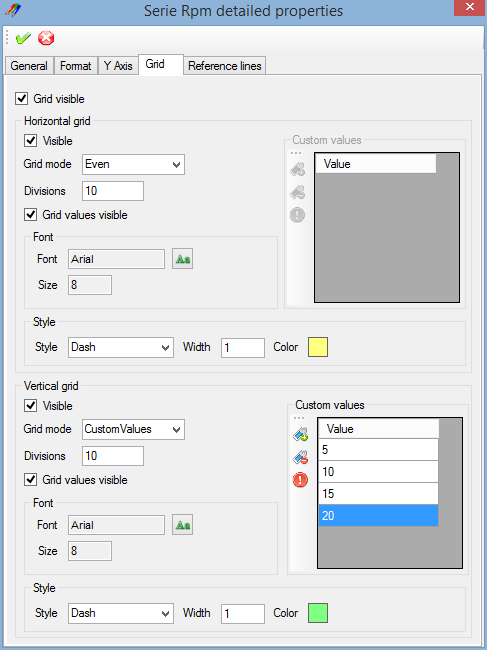 Serie Rpm detailed properties
General Format Y Axis Grid Reference lines
Grid visible
Horizontal grid
Visible
Grid mode Even
Divisions 10
Grid values visible
Font
Font Arial Aa
Size 8
Custom values
Value
Style
Style Dash Width 1 Color
Vertical grid
Visible
Grid mode CustomValues
Divisions 10
Grid values visible
Font
Font Arial Aa
Size 8
Custom values
Value
5
10
15
20
Style
Style Dash Width 1 Color